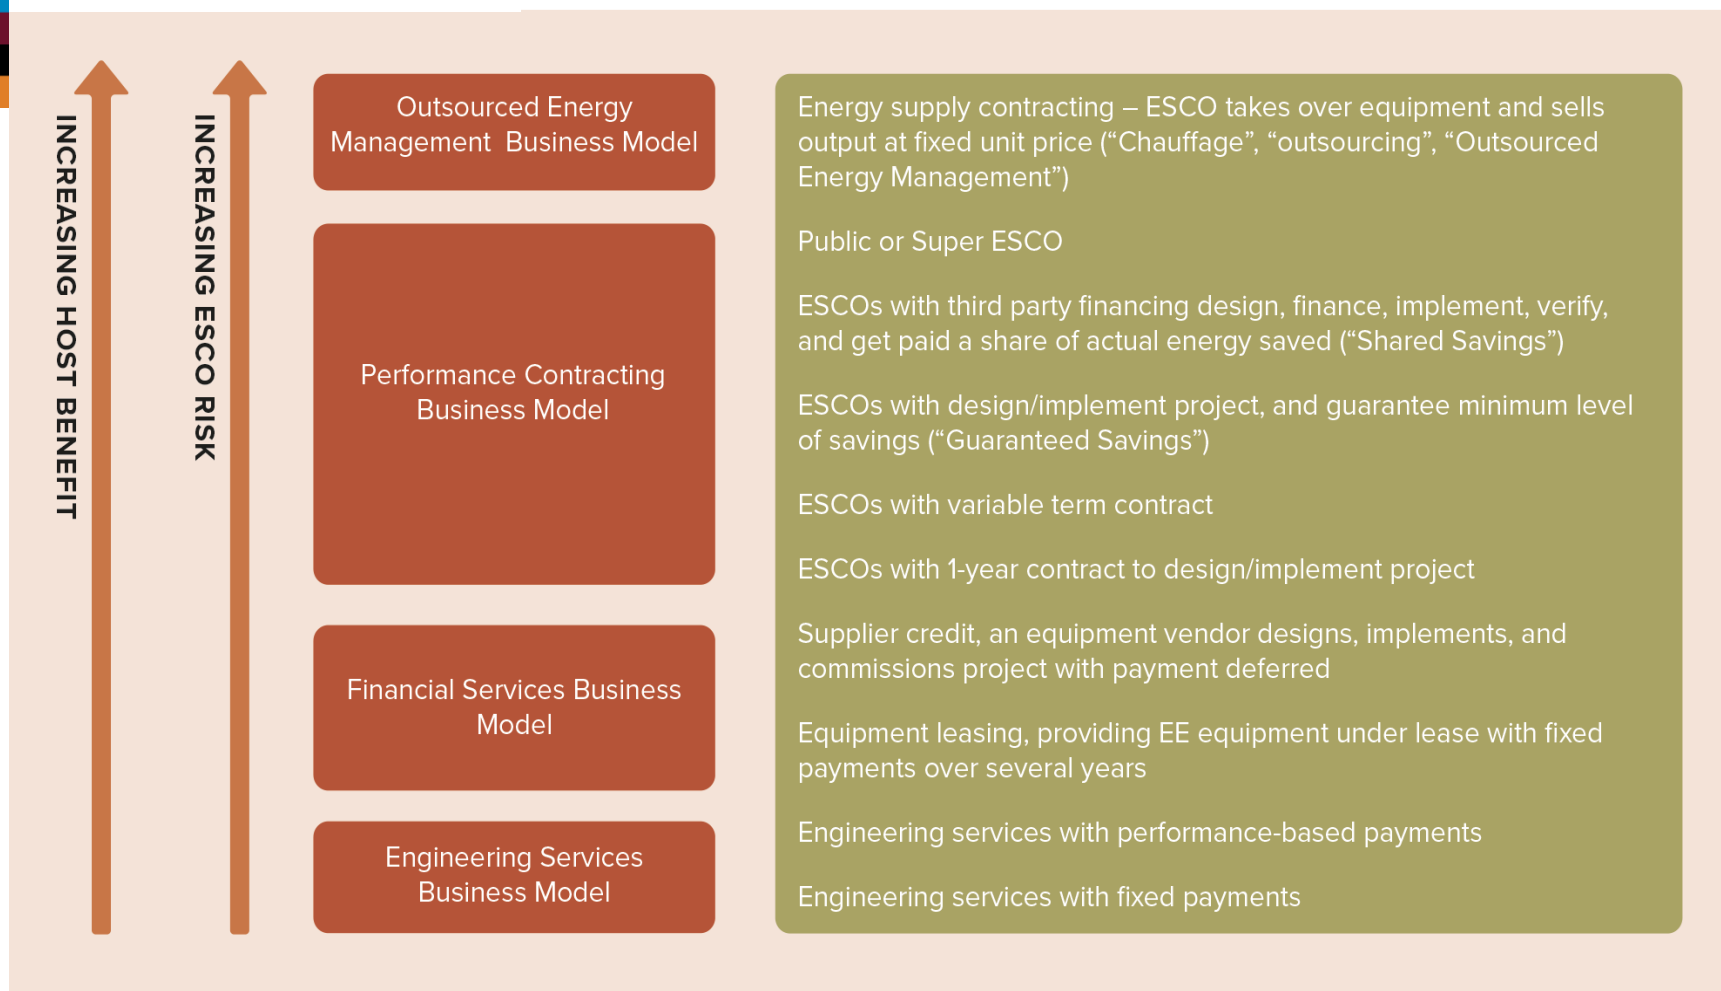 INCREASING HOST BENEFIT
INCREASING ESCO RISK
Outsourced Energy
Management Business Model
Performance Contracting
Business Model
Financial Services Business
Model
Engineering Services
Business Model
Energy supply contracting – ESCO takes over equipment and sells
output at fixed unit price (“Chauffage”, “outsourcing”, “Outsourced
Energy Management”)
Public or Super ESCO
ESCOs with third party financing design, finance, implement, verify,
and get paid a share of actual energy saved (“Shared Savings”)
ESCOs with design/implement project, and guarantee minimum level
of savings (“Guaranteed Savings”)
ESCOs with variable term contract
ESCOs with 1-year contract to design/implement project
Supplier credit, an equipment vendor designs, implements, and
commissions project with payment deferred
Equipment leasing, providing EE equipment under lease with fixed
payments over several years
Engineering services with performance-based payments
Engineering services with fixed payments